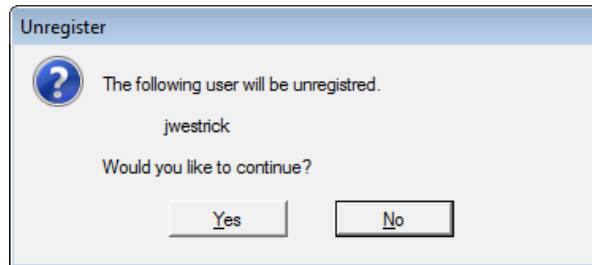 Unregister
The following user will be unregistred.
jwestrick
Would you like to continue?
Yes
No